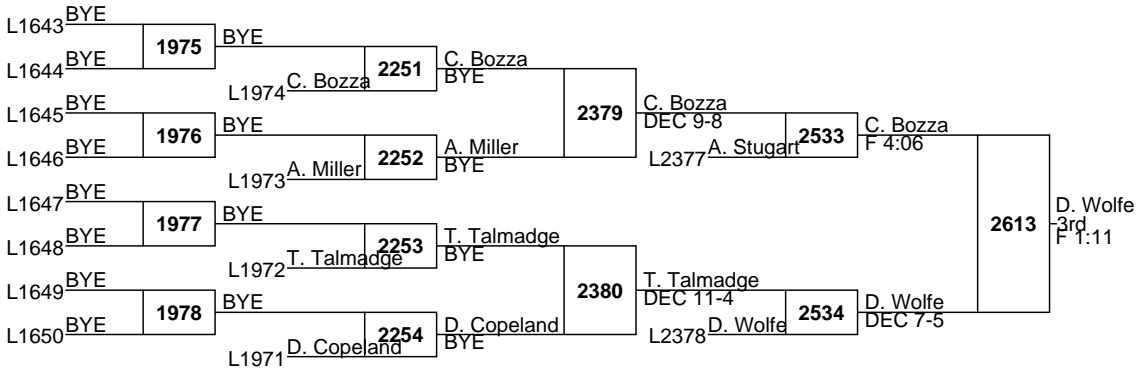 L1643 BYE
1975 BYE
L1644 BYE
L1974 C. Bozza
2251 C. Bozza
BYE
L1645 BYE
1976 BYE
L1646 BYE
L1973 A. Miller
2252 A. Miller
BYE
2379 C. Bozza
DEC 9-8
L2377 A. Stugart
2533 C. Bozza
F 4:06
L1647 BYE
1977 BYE
L1648 BYE
L1972 T. Talmadge
2253 T. Talmadge
BYE
L1649 BYE
1978 BYE
L1650 BYE
L1971 D. Copeland
2254 D. Copeland
BYE
2380 T. Talmadge
DEC 11-4
L2378 D. Wolfe
2534 D. Wolfe
DEC 7-5
2613 D. Wolfe
3rd
F 1:11